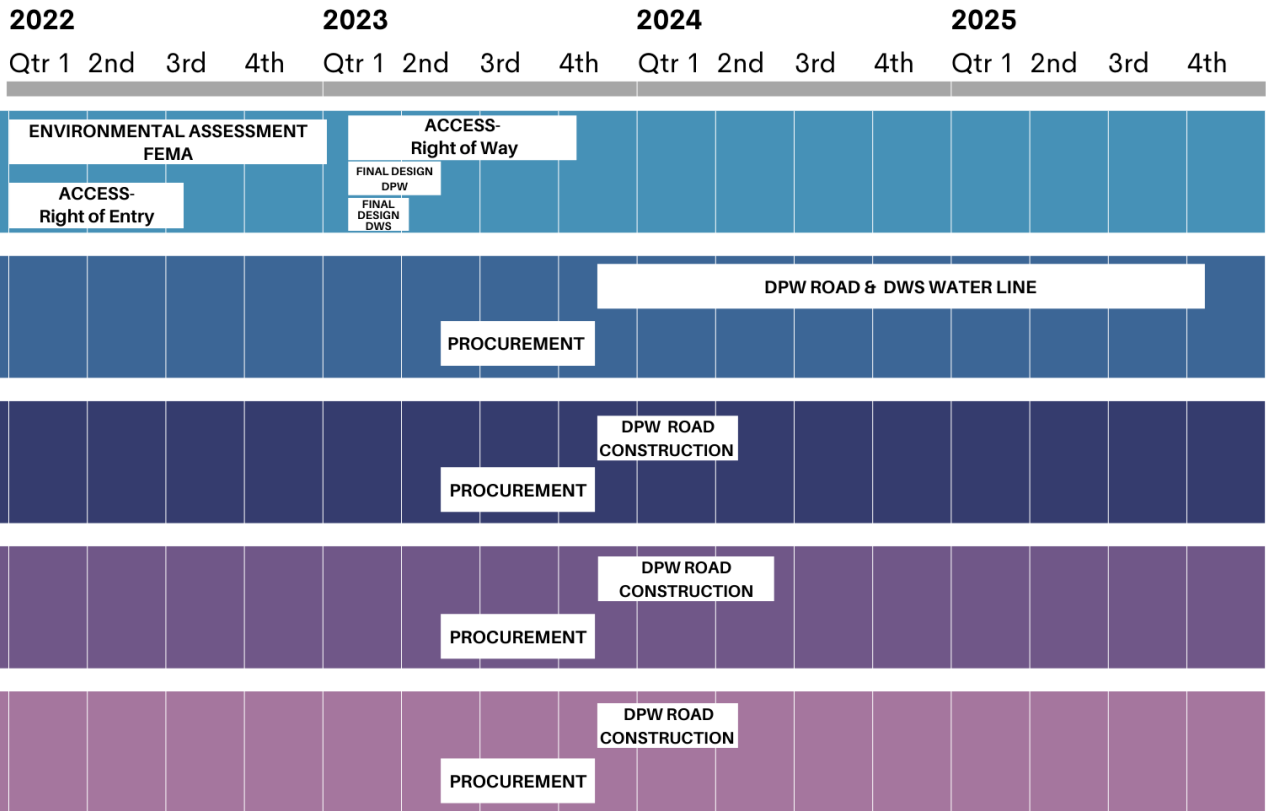 2022 2023 2024 2025
Qtr 1 2nd 3rd 4th Qtr 1 2nd 3rd 4th Qtr 1 2nd 3rd 4th Qtr 1 2nd 3rd 4th
ENVIRONMENTAL ASSESSMENT
FEMA
ACCESS-
Right of Way
FINAL DESIGN
DPW
ACCESS-
Right of Entry
FINAL
DESIGN
DWS
DPW ROAD & DWS WATER LINE
PROCUREMENT
DPW ROAD
CONSTRUCTION
PROCUREMENT
DPW ROAD
CONSTRUCTION
PROCUREMENT
DPW ROAD
CONSTRUCTION
PROCUREMENT